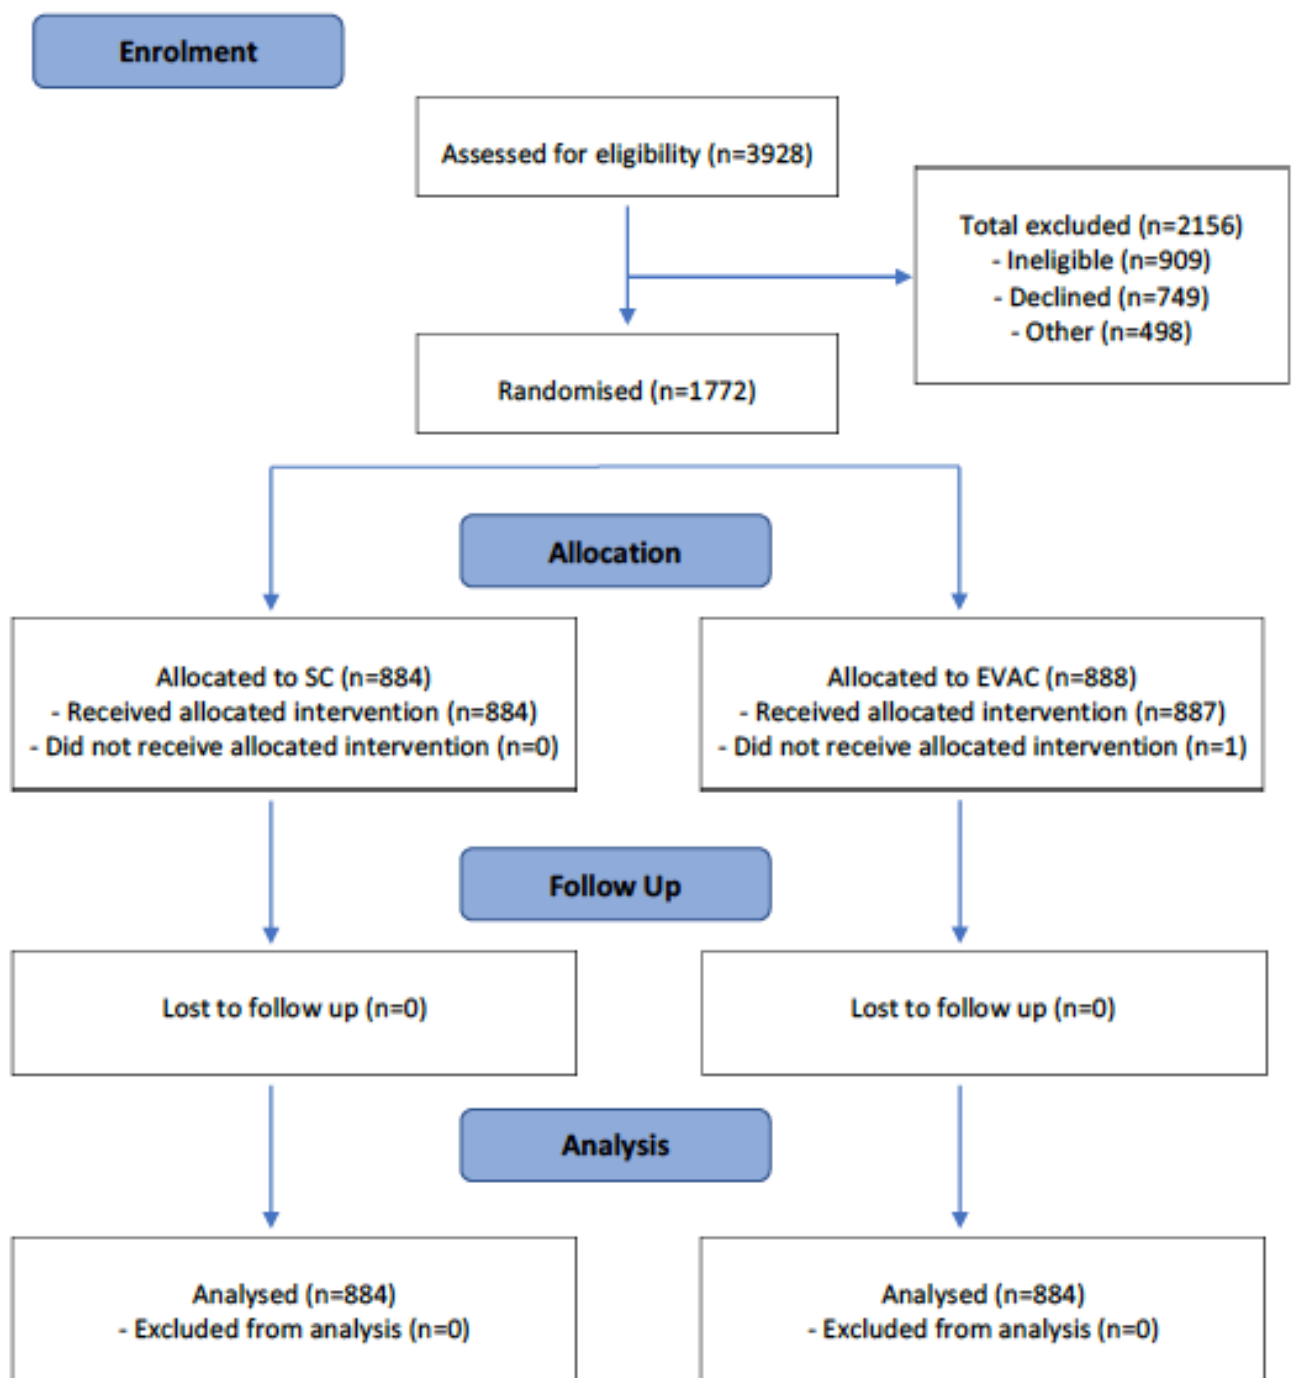 Enrolment
Assessed for eligibility (n=3928)
Total excluded (n=2156)
- Ineligible (n=909)
- Declined (n=749)
- Other (n=498)
Randomised (n=1772)
Allocation
Allocated to SC (n=884)
- Received allocated intervention (n=884)
- Did not receive allocated intervention (n=0)
Allocated to EVAC (n=888)
- Received allocated intervention (n=887)
- Did not receive allocated intervention (n=1)
Follow Up
Lost to follow up (n=0)
Lost to follow up (n=0)
Analysis
Analysed (n=884)
- Excluded from analysis (n=0)
Analysed (n=884)
- Excluded from analysis (n=0)